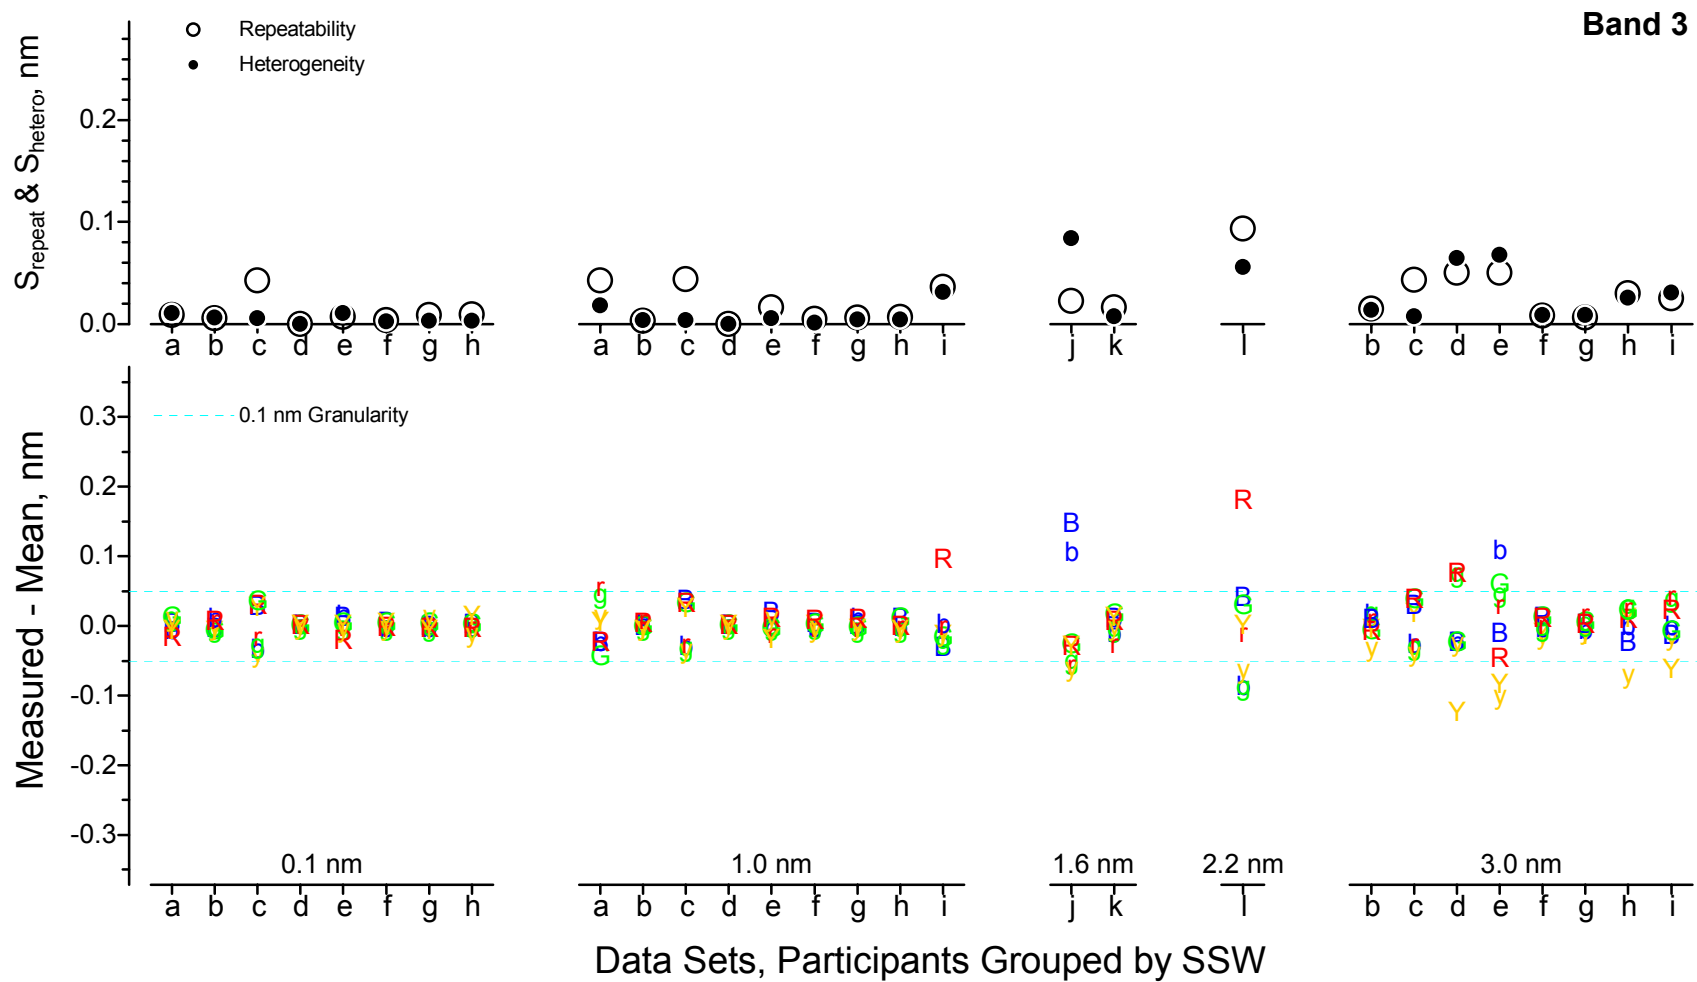 Band 3
Repeatability
Heterogeneity
S_repeat & S_hetero, nm
0.2
0.1
0.0
a b c d e f g h a b c d e f g h i j k l b c d e f g h i
0.1 nm Granularity
Measured - Mean, nm
0.3
0.2
0.1
0.0
-0.1
-0.2
-0.3
0.1 nm 1.0 nm 1.6 nm 2.2 nm 3.0 nm
a b c d e f g h a b c d e f g h i j k l b c d e f g h i
Data Sets, Participants Grouped by SSW